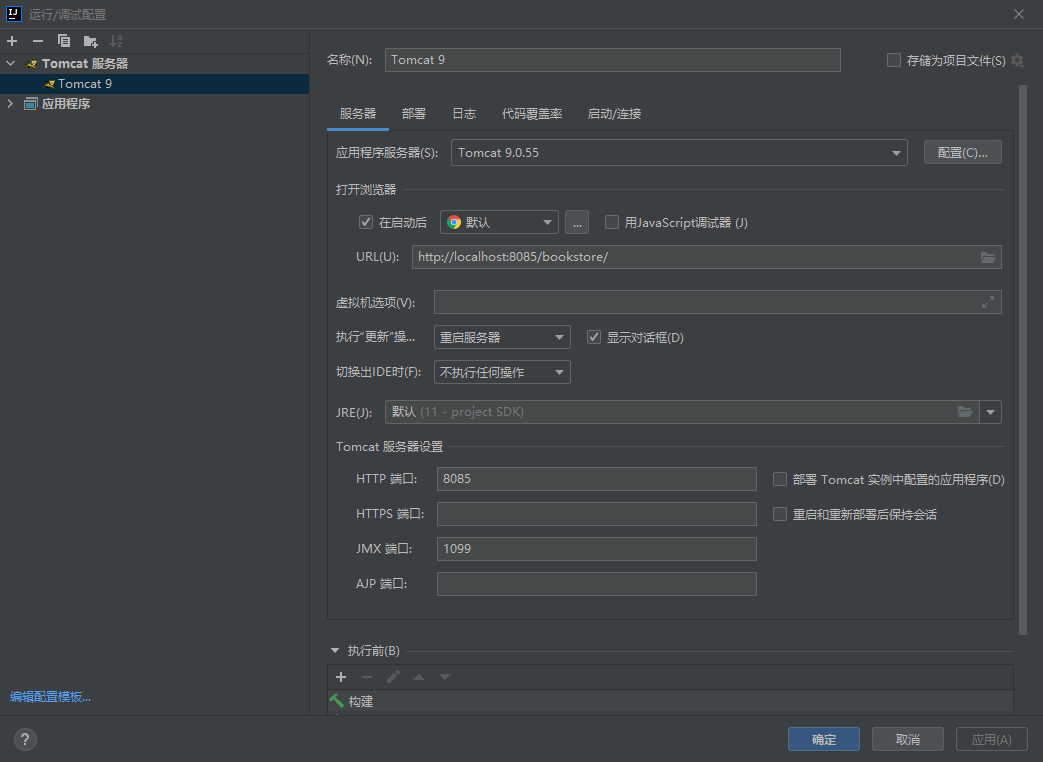 运行/调试配置
Tomcat 服务器
Tomcat 9
应用程序
编辑配置模板...
名称(N): Tomcat 9 存储为项目文件(S)
服务器 部署 日志 代码覆盖率 启动/连接
应用程序服务器(S): Tomcat 9.0.55 配置(C)...
打开浏览器
在启动后 默认 ... 用JavaScript调试器 (J)
URL(U): http://localhost:8085/bookstore/
虚拟机选项(V):
执行“更新”操... 重启服务器 显示对话框(D)
切换出IDE时(F): 不执行任何操作
JRE(J): 默认 (11 - project SDK)
Tomcat 服务器设置
HTTP 端口: 8085 部署 Tomcat 实例中配置的应用程序(D)
HTTPS 端口: 重启和重新部署后保持会话
JMX 端口: 1099
AJP 端口:
执行前(B)
构建
? 确定 取消 应用(A)